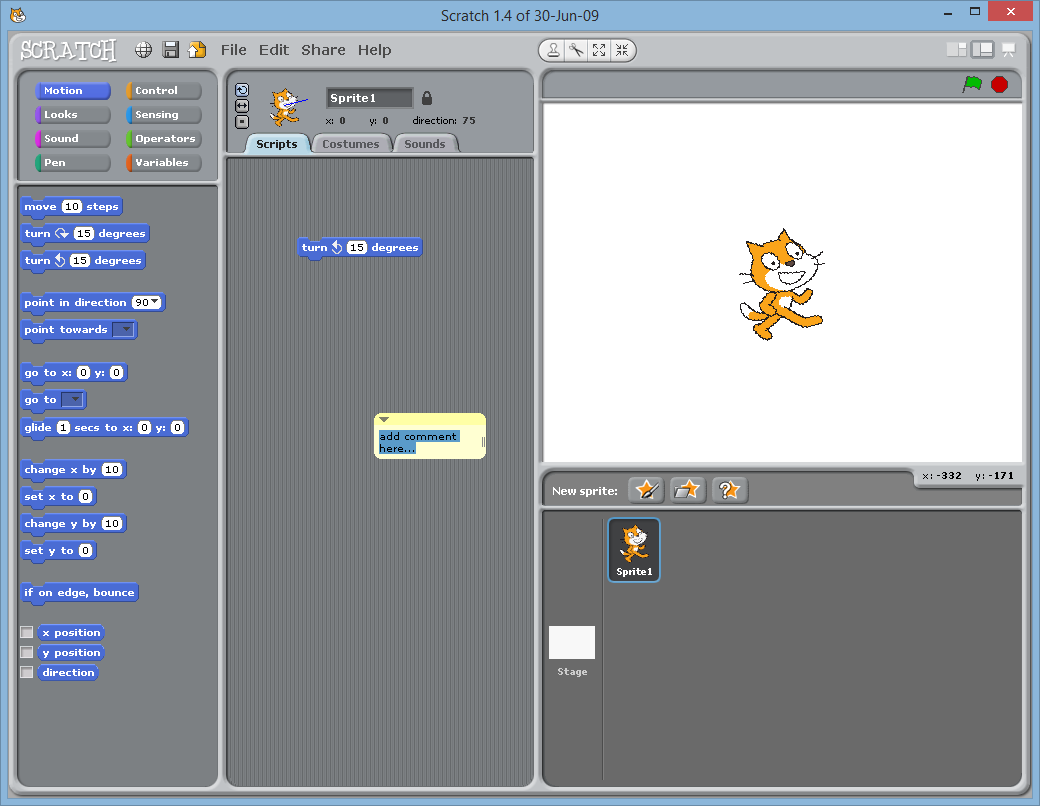 Scratch 1.4 of 30-Jun-09
SCRATCH File Edit Share Help
Motion Control
Looks Sensing
Sound Operators
Pen Variables
move 10 steps
turn 15 degrees
turn 15 degrees
point in direction 90
point towards
go to x: 0 y: 0
go to
glide 1 secs to x: 0 y: 0
change x by 10
set x to 0
change y by 10
set y to 0
if on edge, bounce
x position
y position
direction
Sprite1
x: 0 y: 0 direction: 75
Scripts Costumes Sounds
turn 15 degrees
add comment
here...
x: -332 y: -171
New sprite:
Sprite1
Stage